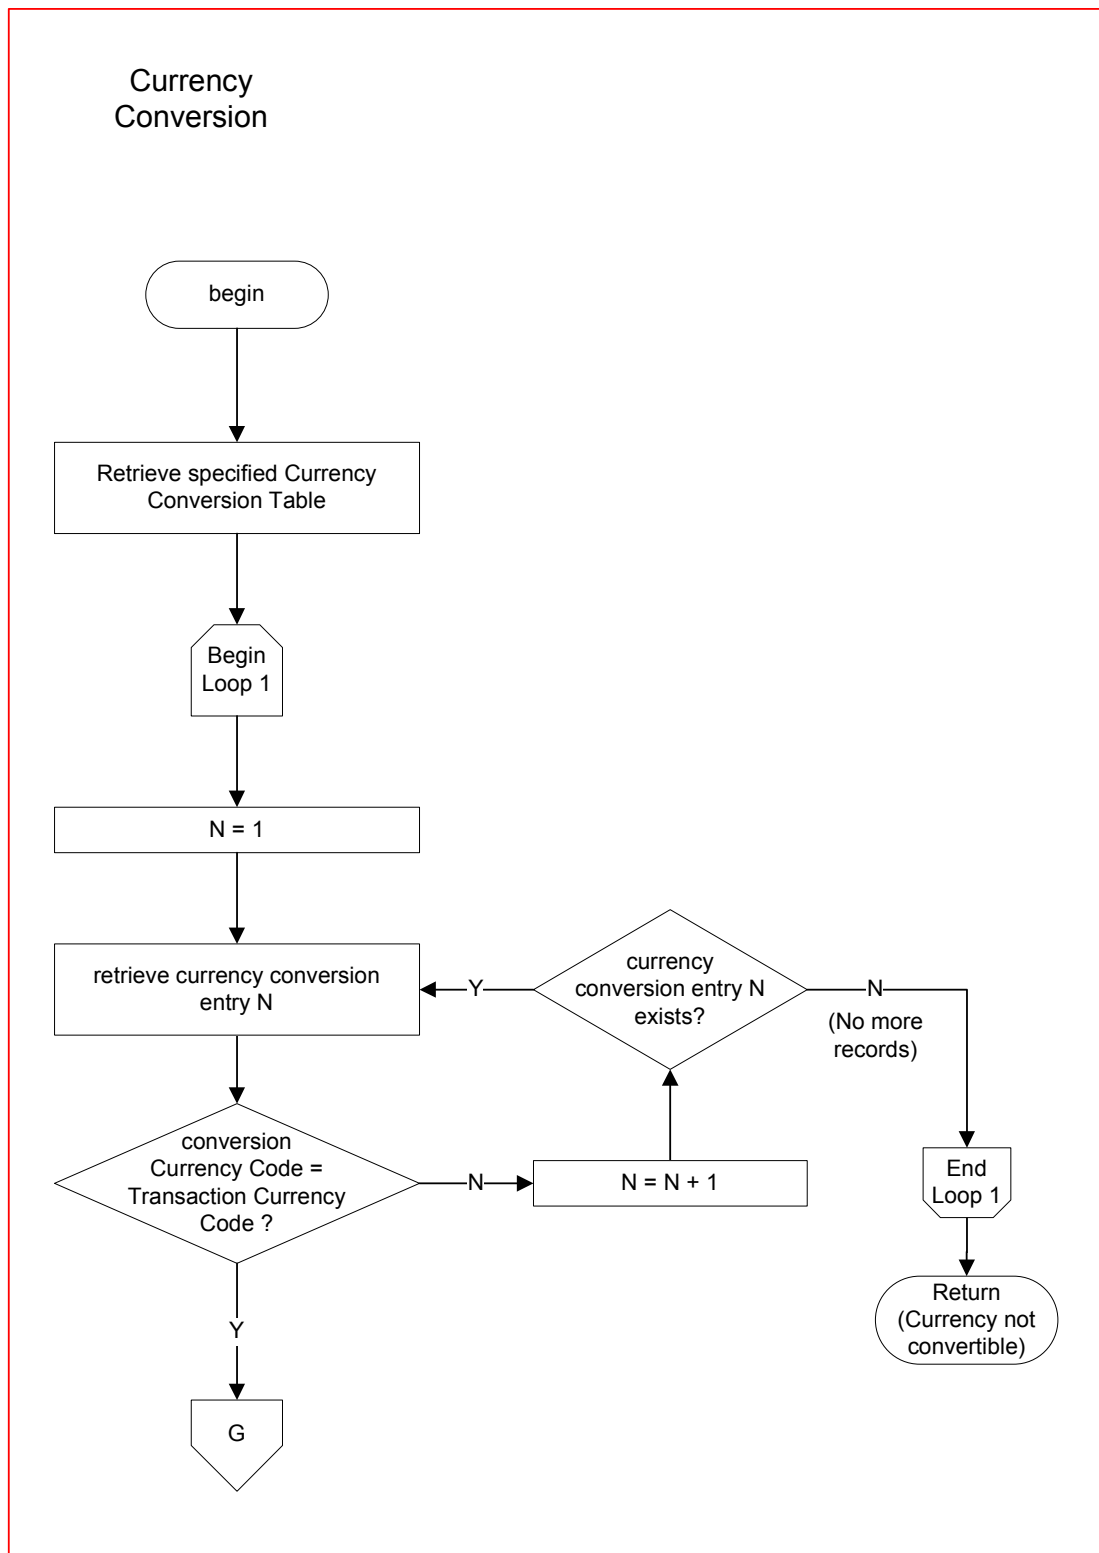 Currency
Conversion
begin
Retrieve specified Currency
Conversion Table
Begin
Loop 1
N = 1
retrieve currency conversion
entry N
Y
currency
conversion entry N
exists?
N
(No more
records)
conversion
Currency Code =
Transaction Currency
Code ?
N
N = N + 1
End
Loop 1
Return
(Currency not
convertible)
Y
G